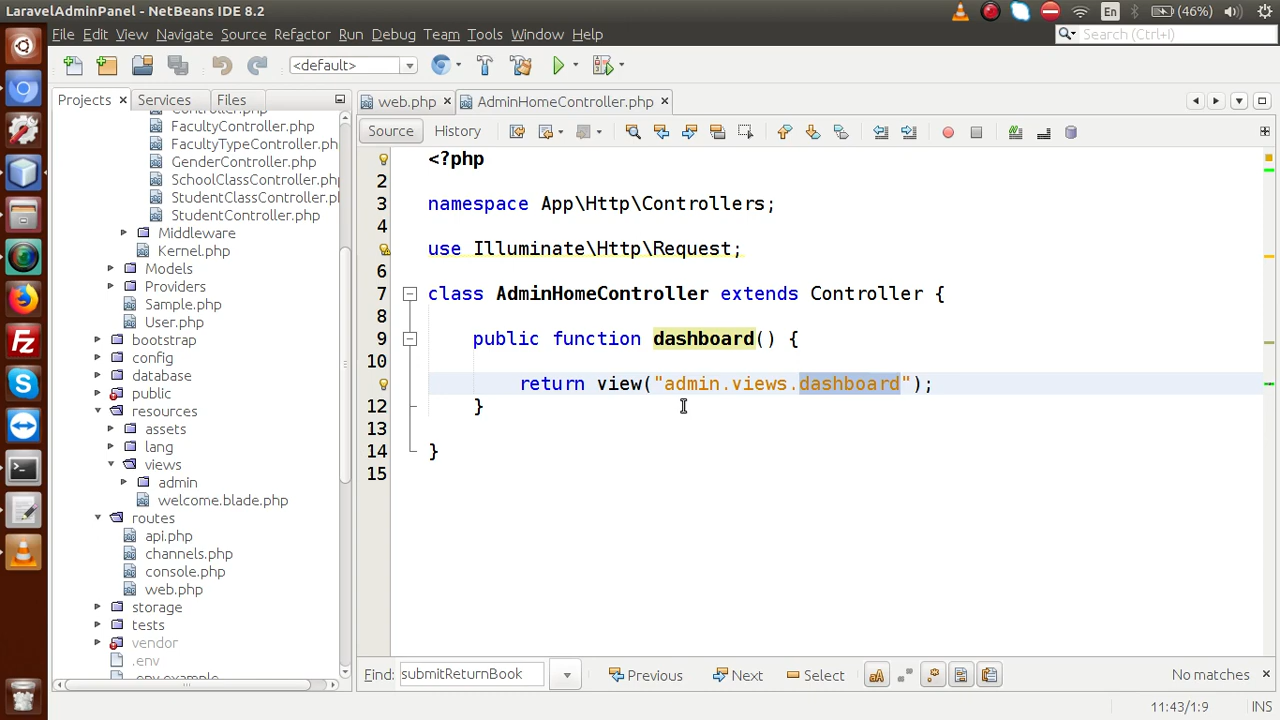 LaravelAdminPanel - NetBeans IDE 8.2
En
(46%)
File Edit View Navigate Source Refactor Run Debug Team Tools Window Help
Search (Ctrl+I)
<default>
Projects Services Files
web.php
AdminHomeController.php
Source History
Controller.php
FacultyController.php
FacultyTypeController.ph
GenderController.php
SchoolClassController.php
StudentClassController.p
StudentController.php
Middleware
Kernel.php
Models
Providers
Sample.php
User.php
bootstrap
config
database
public
resources
assets
lang
views
admin
welcome.blade.php
routes
api.php
channels.php
console.php
web.php
storage
tests
vendor
.env
.env.example
<?php
2
3 namespace App\Http\Controllers;
4
5 use Illuminate\Http\Request;
6
7 class AdminHomeController extends Controller {
8
9 public function dashboard() {
10
return view("admin.views.dashboard");
12 }
13
14 }
15
Find: submitReturnBook Previous Next Select No matches
11:43/1:9 INS